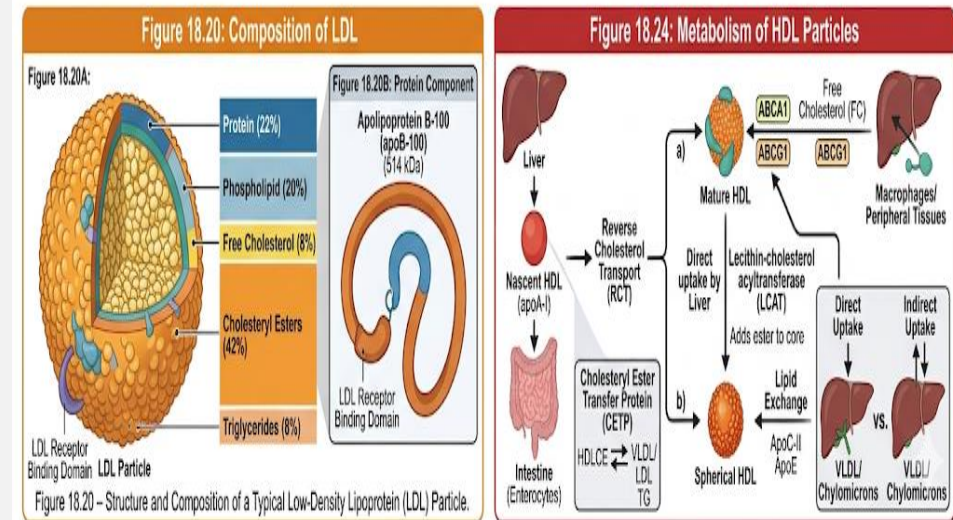 Figure 18.20: Composition of LDL
Figure 18.20A:
Protein (22%)
Phospholipid (20%)
Free Cholesterol (8%)
Cholesteryl Esters
(42%)
Triglycerides (8%)
LDL Receptor
Binding Domain
LDL Particle
Figure 18.20B: Protein Component
Apolipoprotein B-100
(apoB-100)
(514 kDa)
LDL Receptor
Binding Domain
Figure 18.20 – Structure and Composition of a Typical Low-Density Lipoprotein (LDL) Particle.
Figure 18.24: Metabolism of HDL Particles
Liver
Nascent HDL
(apoA-I)
Intestine
(Enterocytes)
Reverse
Cholesterol
Transport
(RCT)
Cholesteryl Ester
Transfer Protein
(CETP)
HDLCE
VLDL/
LDL
TG
a)
b)
Mature HDL
ABCA1
Free
Cholesterol (FC)
ABCG1
ABCG1
Macrophages/
Peripheral Tissues
Direct
uptake by
Liver
Lecithin-cholesterol
acyltransferase
(LCAT)
Adds ester to core
Spherical HDL
Lipid
Exchange
ApoC-II
ApoE
Direct
Uptake
VLDL/
Chylomicrons
vs.
Indirect
Uptake
VLDL/
Chylomicrons